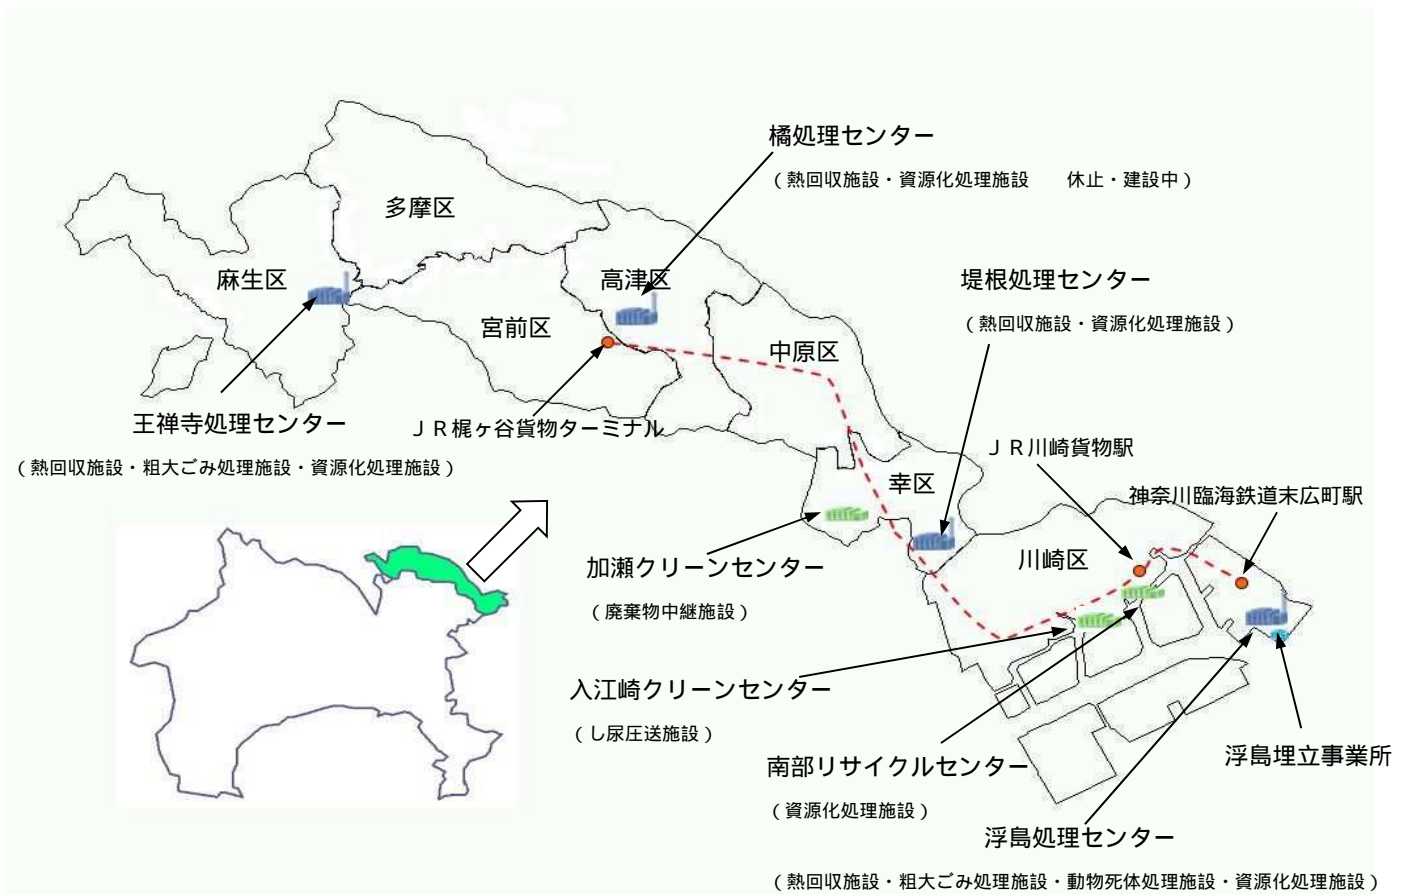 橘処理センター
（熱回収施設・資源化処理施設　　休止・建設中）
多摩区
麻生区
高津区
堤根処理センター
（熱回収施設・資源化処理施設）
宮前区
中原区
王禅寺処理センター
（熱回収施設・粗大ごみ処理施設・資源化処理施設）
ＪＲ梶ヶ谷貨物ターミナル
ＪＲ川崎貨物駅
幸区
神奈川臨海鉄道末広町駅
川崎区
加瀬クリーンセンター
（廃棄物中継施設）
入江崎クリーンセンター
（し尿圧送施設）
南部リサイクルセンター
（資源化処理施設）
浮島埋立事業所
浮島処理センター
（熱回収施設・粗大ごみ処理施設・動物死体処理施設・資源化処理施設）